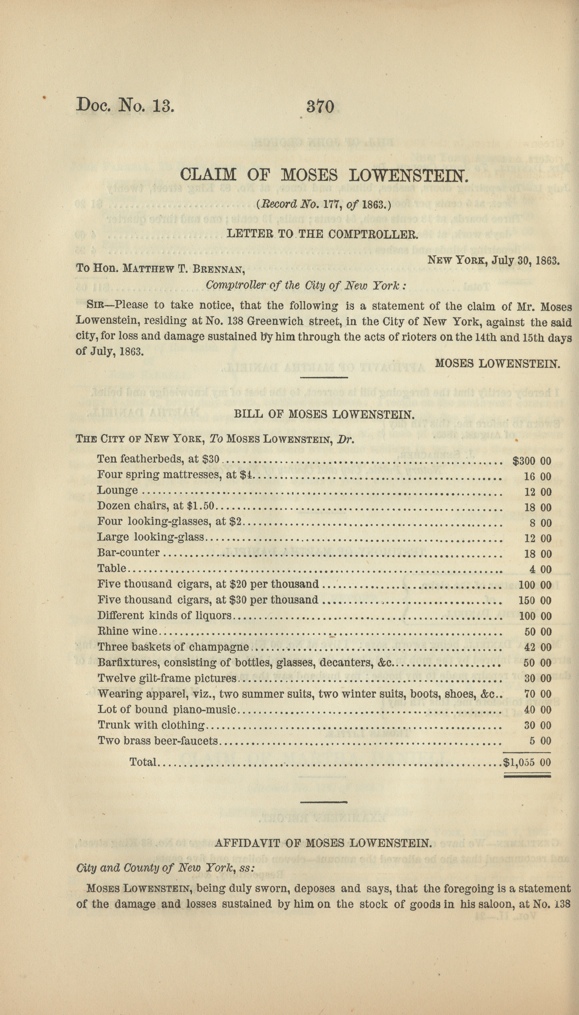 Doc. No. 13. 370
CLAIM OF MOSES LOWENSTEIN.
(Record No. 177, of 1863.)
LETTER TO THE COMPTROLLER.
NEW YORK, July 30, 1863.
To Hon. MATTHEW T. BRENNAN,
Comptroller of the City of New York:
SIR—Please to take notice, that the following is a statement of the claim of Mr. Moses
Lowenstein, residing at No. 138 Greenwich street, in the City of New York, against the said
city, for loss and damage sustained by him through the acts of rioters on the 14th and 15th days
of July, 1863.
MOSES LOWENSTEIN.
BILL OF MOSES LOWENSTEIN.
THE CITY OF NEW YORK, To MOSES LOWENSTEIN, Dr.
Ten featherbeds, at $30 $300 00
Four spring mattresses, at $4 16 00
Lounge 12 00
Dozen chairs, at $1.50 18 00
Four looking-glasses, at $2 8 00
Large looking-glass 12 00
Bar-counter 18 00
Table 4 00
Five thousand cigars, at $20 per thousand 100 00
Five thousand cigars, at $30 per thousand 150 00
Different kinds of liquors 100 00
Rhine wine 50 00
Three baskets of champagne 42 00
Barfixtures, consisting of bottles, glasses, decanters, &c. 50 00
Twelve gilt-frame pictures 30 00
Wearing apparel, viz., two summer suits, two winter suits, boots, shoes, &c. 70 00
Lot of bound piano-music 40 00
Trunk with clothing 30 00
Two brass beer-faucets 5 00
Total $1,055 00
AFFIDAVIT OF MOSES LOWENSTEIN.
City and County of New York, ss:
MOSES LOWENSTEIN, being duly sworn, deposes and says, that the foregoing is a statement
of the damage and losses sustained by him on the stock of goods in his saloon, at No. 138